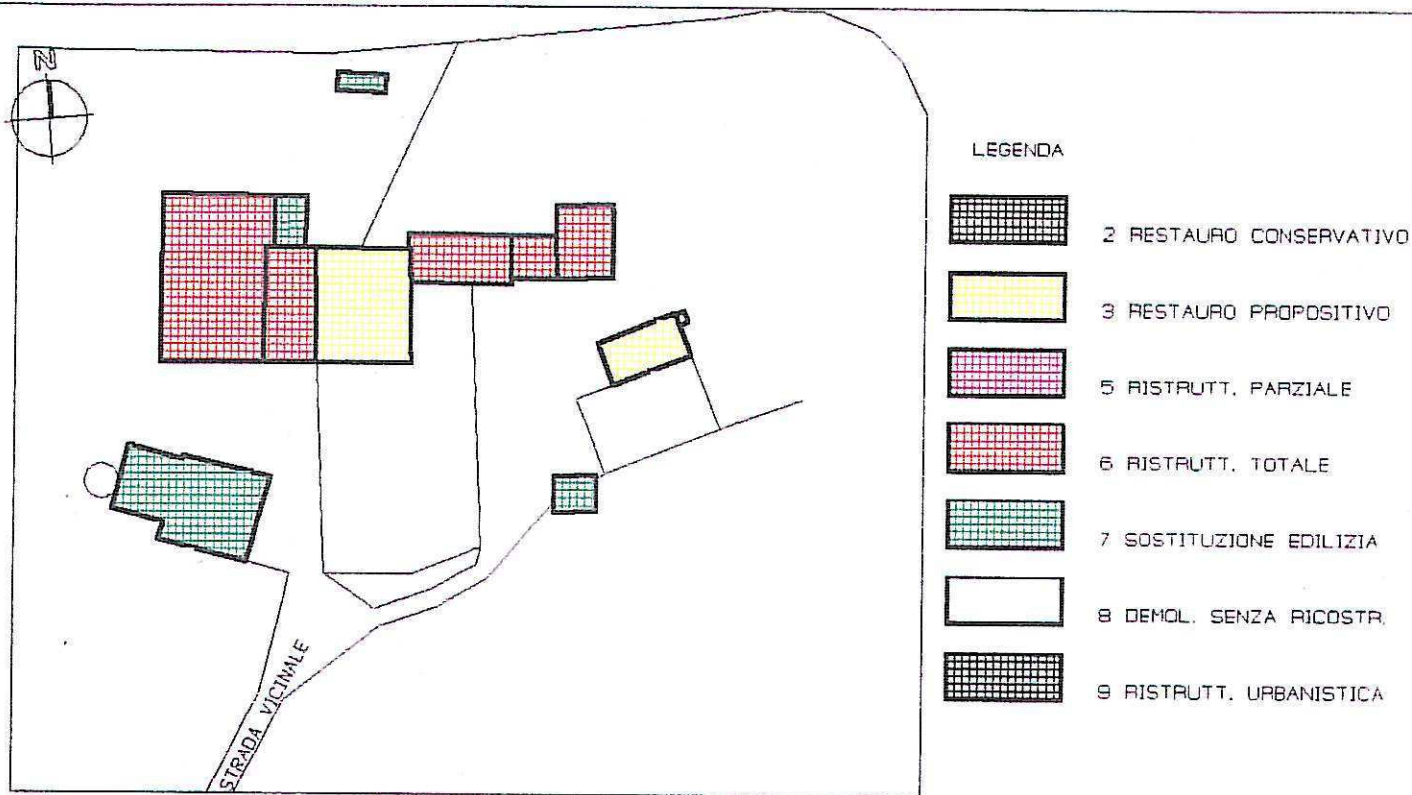 N
LEGENDA
2 RESTAURO CONSERVATIVO
3 RESTAURO PROPOSITIVO
5 RISTRUTT. PARZIALE
6 RISTRUTT. TOTALE
7 SOSTITUZIONE EDILIZIA
8 DEMOL. SENZA RICOSTR.
9 RISTRUTT. URBANISTICA
STRADA VICINALE